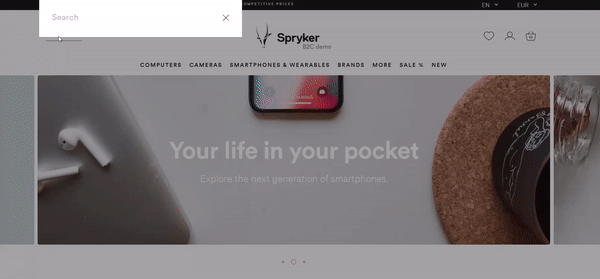 COMPETITIVE PRICES
EN EUR
Search
Spryker
B2C demo
COMPUTERS CAMERAS SMARTPHONES & WEARABLES BRANDS MORE SALE % NEW
Your life in your pocket
Explore the next generation of smartphones.